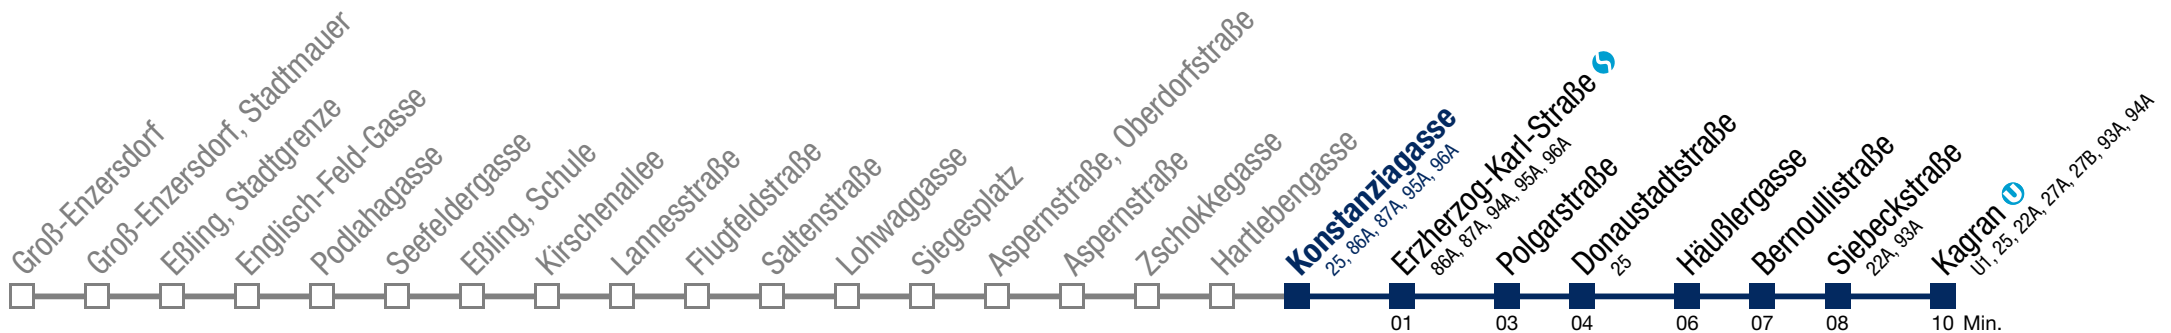 Groß-Enzersdorf
Groß-Enzersdorf, Stadtmauer
Eßling, Stadtgrenze
Englisch-Feld-Gasse
Podlahagasse
Seefeldergasse
Eßling, Schule
Kirschenallee
Lannesstraße
Flugfeldstraße
Saltenstraße
Lohwaggasse
Siegesplatz
Aspernstraße, Oberdorfstraße
Aspernstraße
Zschokkegasse
Hartlebengasse
Konstanziagasse
25, 86A, 87A, 95A, 96A
Erzherzog-Karl-Straße S
86A, 87A, 94A, 95A, 96A
Polgarstraße
Donaustadtstraße
25
Häußlergasse
Bernoullistraße
Siebeckstraße
22A, 93A
Kagran U
U1, 25, 22A, 27A, 27B, 93A, 94A
01 03 04 06 07 08 10 Min.